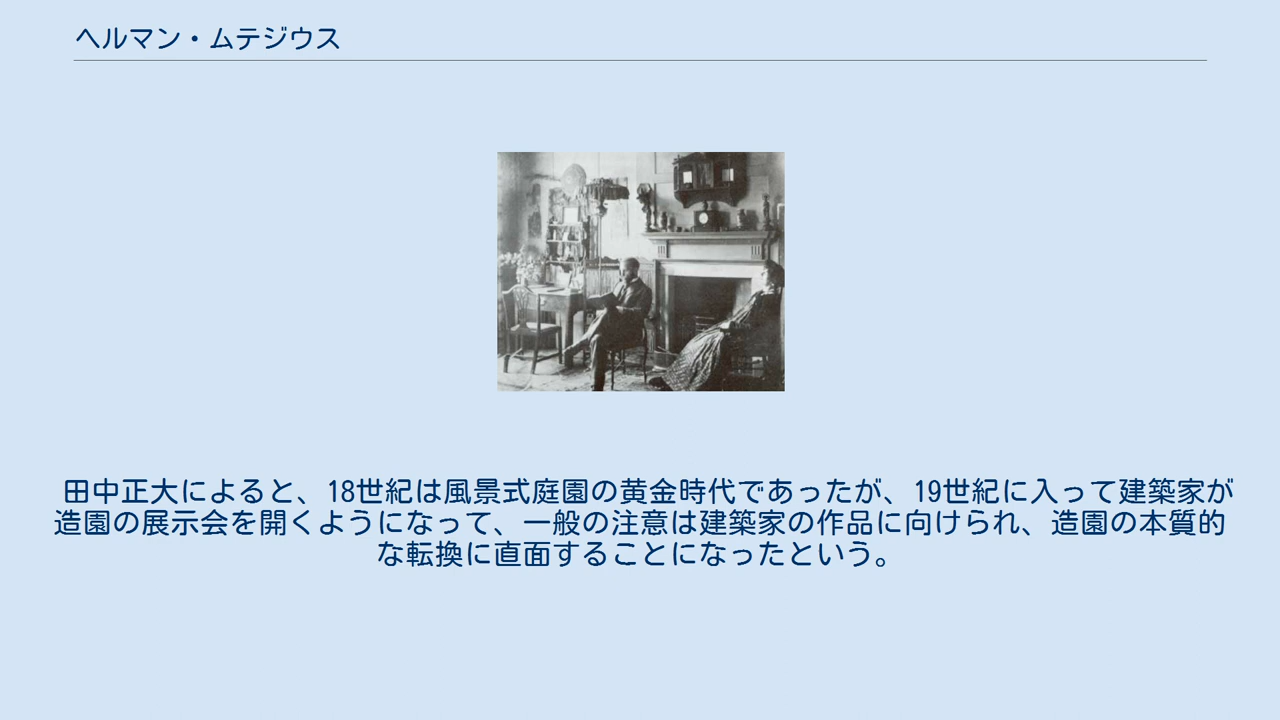 ヘルマン・ムテジウス
田中正大によると、18世紀は風景式庭園の黄金時代であったが、19世紀に入って建築家が
造園の展示会を開くようになって、一般の注意は建築家の作品に向けられ、造園の本質的
な転換に直面することになったという。